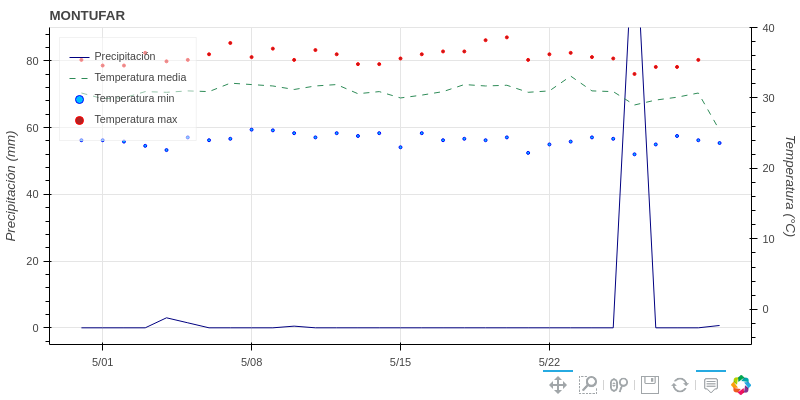 MONTUFAR
Precipitación
Temperatura media
Temperatura min
Temperatura max
Precipitación (mm)
80
60
40
20
0
40
30
20
10
0
Temperatura (°C)
5/01
5/08
5/15
5/22